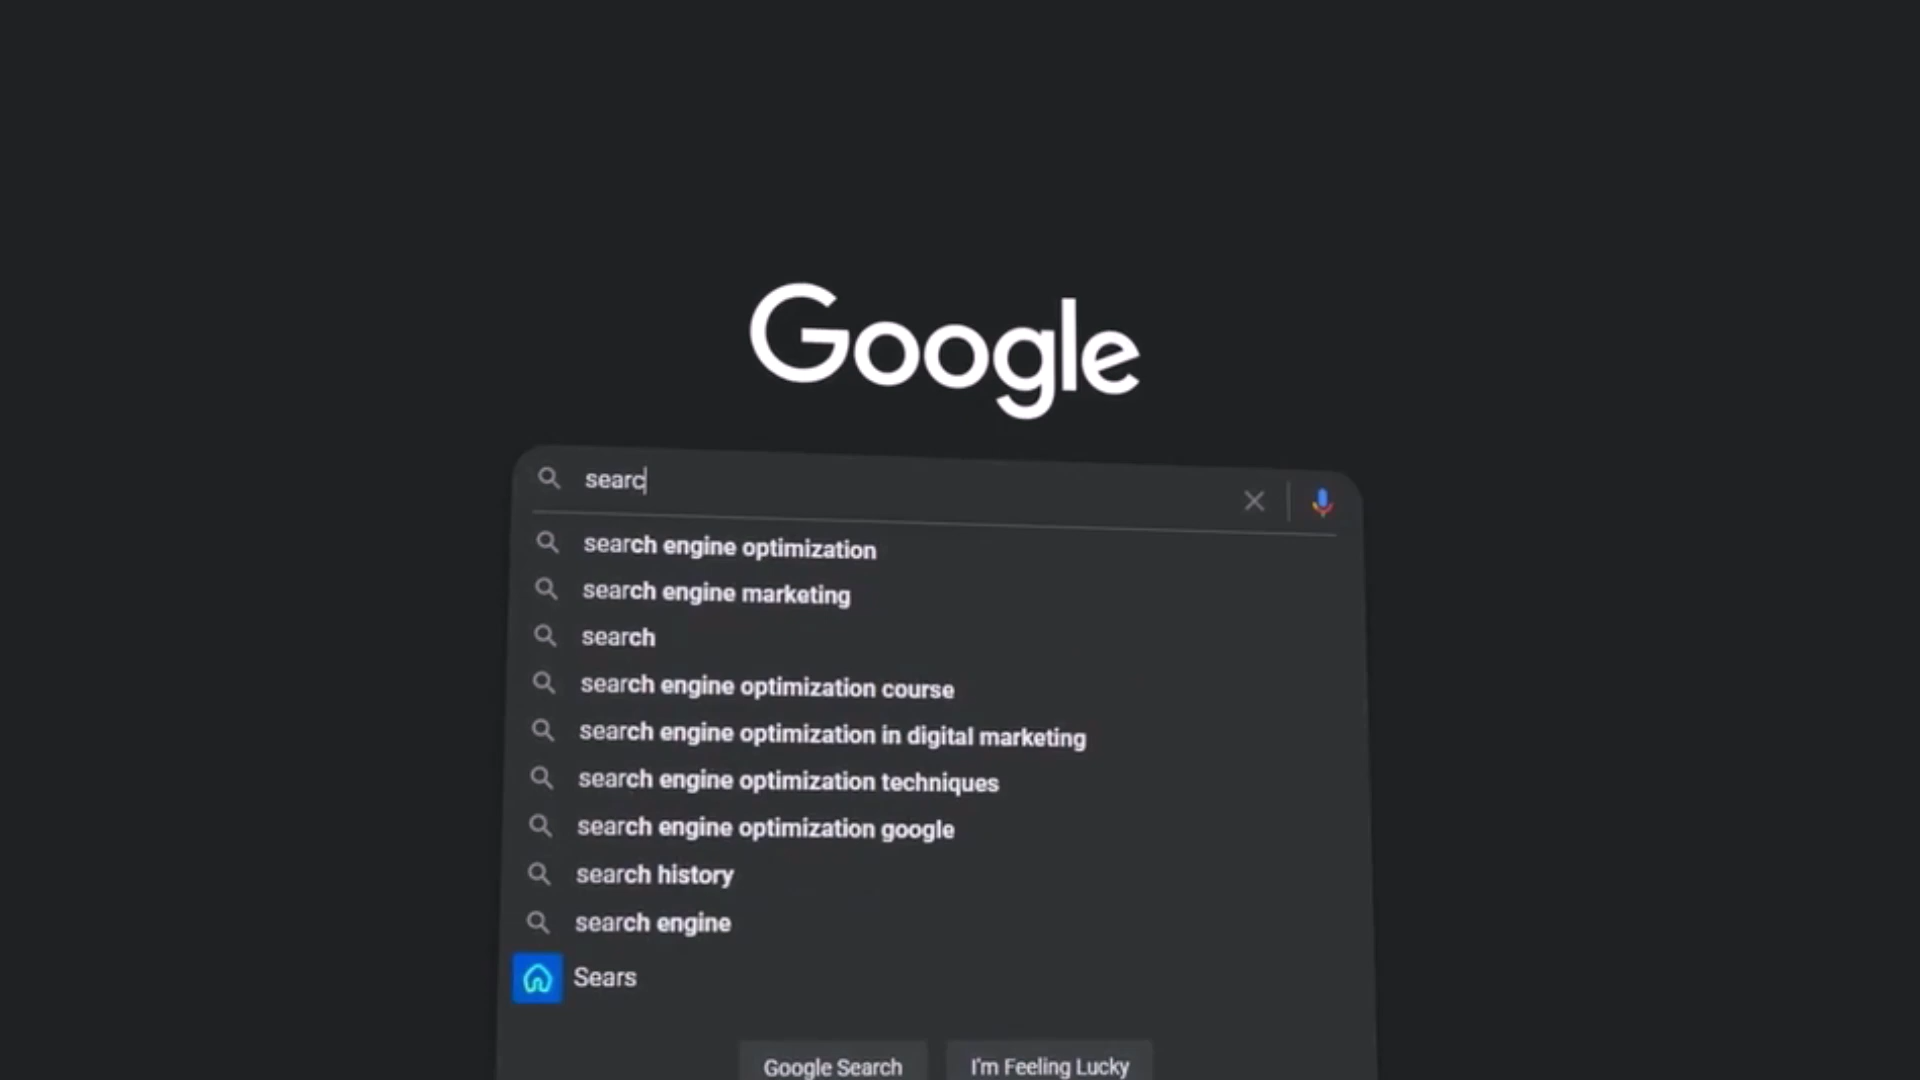 Google
searc
search engine optimization
search engine marketing
search
search engine optimization course
search engine optimization in digital marketing
search engine optimization techniques
search engine optimization google
search history
search engine
Sears
Google Search
I'm Feeling Lucky